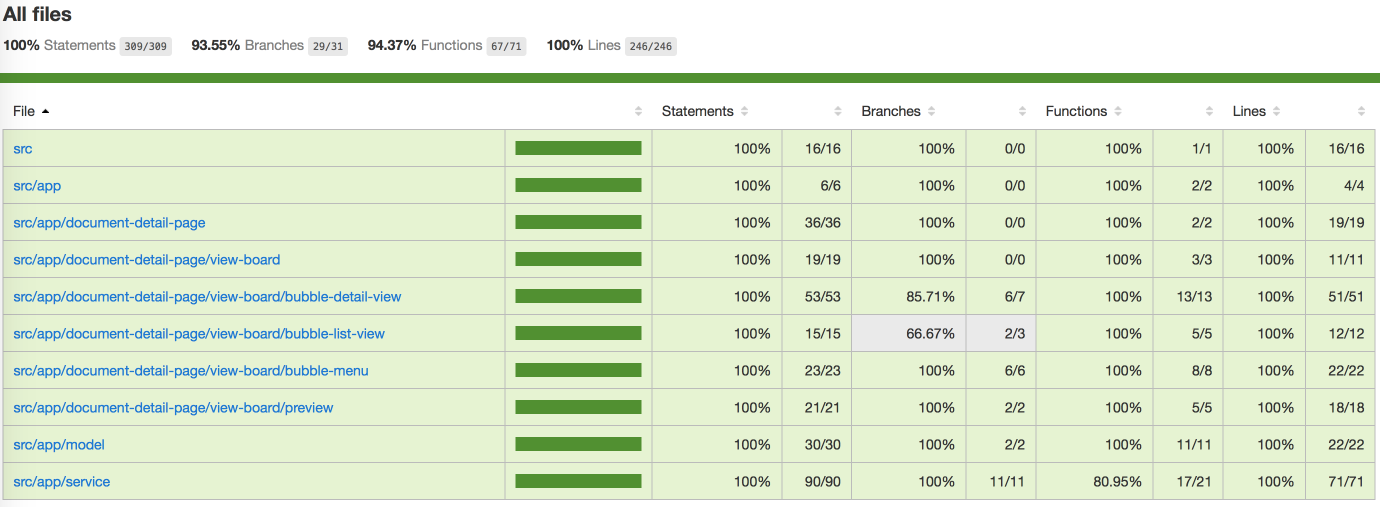 All files
100% Statements 309/309 93.55% Branches 29/31 94.37% Functions 67/71 100% Lines 246/246
File Statements Branches Functions Lines
src 100% 16/16 100% 0/0 100% 1/1 100% 16/16
src/app 100% 6/6 100% 0/0 100% 2/2 100% 4/4
src/app/document-detail-page 100% 36/36 100% 0/0 100% 2/2 100% 19/19
src/app/document-detail-page/view-board 100% 19/19 100% 0/0 100% 3/3 100% 11/11
src/app/document-detail-page/view-board/bubble-detail-view 100% 53/53 85.71% 6/7 100% 13/13 100% 51/51
src/app/document-detail-page/view-board/bubble-list-view 100% 15/15 66.67% 2/3 100% 5/5 100% 12/12
src/app/document-detail-page/view-board/bubble-menu 100% 23/23 100% 6/6 100% 8/8 100% 22/22
src/app/document-detail-page/view-board/preview 100% 21/21 100% 2/2 100% 5/5 100% 18/18
src/app/model 100% 30/30 100% 2/2 100% 11/11 100% 22/22
src/app/service 100% 90/90 100% 11/11 80.95% 17/21 100% 71/71